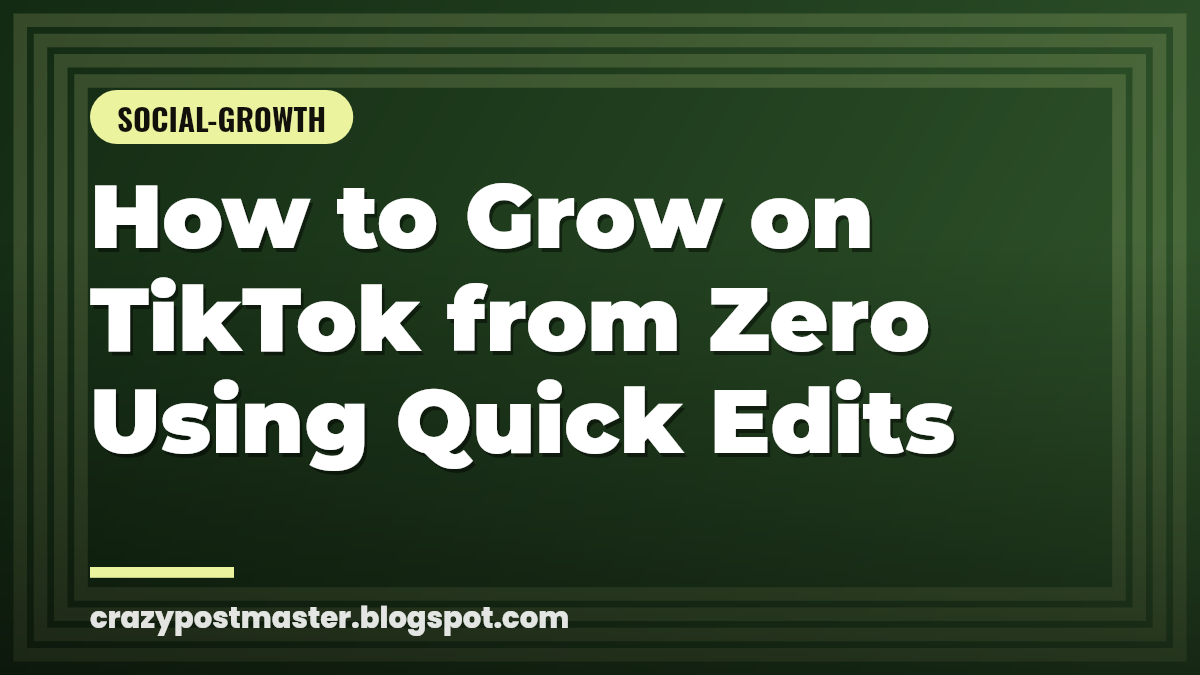 SOCIAL-GROWTH
How to Grow on
TikTok from Zero
Using Quick Edits
crazypostmaster.blogspot.com